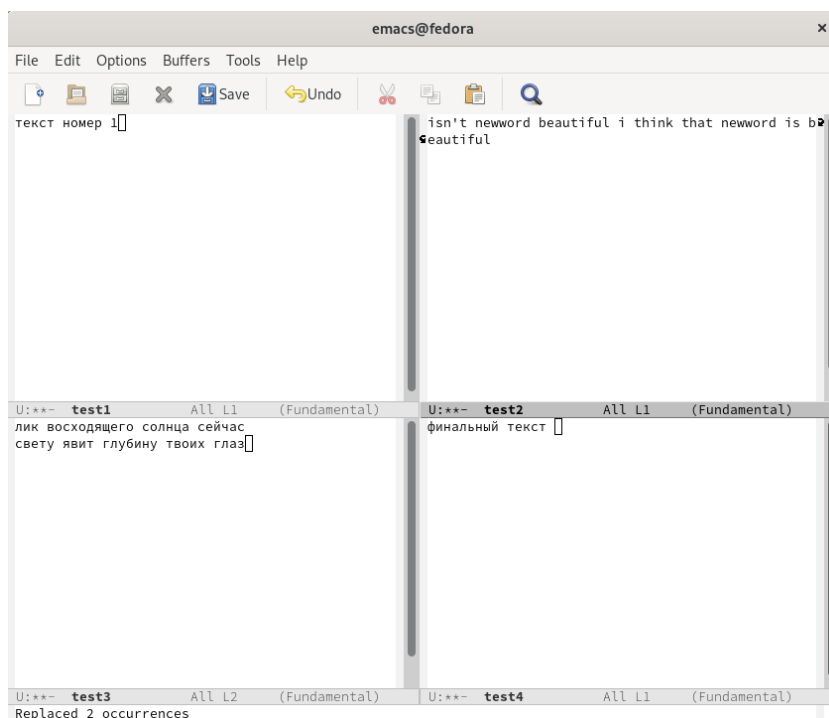 emacs@fedora ×
File Edit Options Buffers Tools Help
Save Undo
текст номер 1
isn't newword beautiful i think that newword is b
eautiful
U:**- test1 All L1 (Fundamental)
U:**- test2 All L1 (Fundamental)
лик восходящего солнца сейчас
свету явит глубину твоих глаз
финальный текст
U:**- test3 All L2 (Fundamental)
U:**- test4 All L1 (Fundamental)
Replaced 2 occurrences